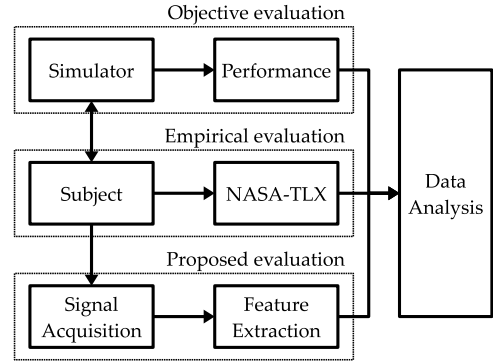 Objective evaluation
Simulator
Performance
Empirical evaluation
Subject
NASA-TLX
Data
Analysis
Proposed evaluation
Signal
Acquisition
Feature
Extraction